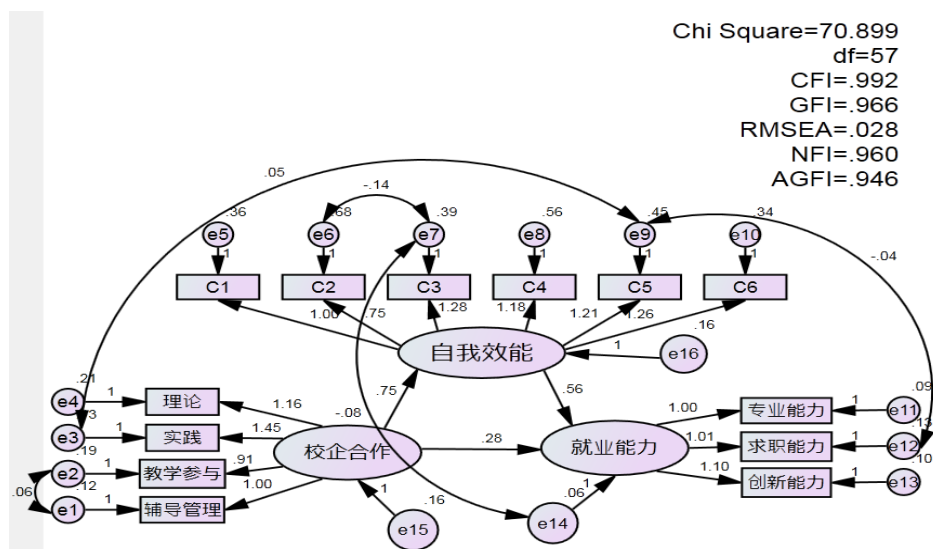 Chi Square=70.899
df=57
CFI=.992
GFI=.966
RMSEA=.028
NFI=.960
AGFI=.946
.05
-.14
.36 .68 .39 .56 .45 .34
e5 e6 e7 e8 e9 e10
-.04
1 1 1 1 1 1
C1 C2 C3 C4 C5 C6
1.00 .75 1.28 1.18 1.21 1.26
.16
自我效能 1 e16
.21
e4 1 理论
.75 .56
.09
1.16 -.08 1.00 专业能力 1 e11
e3 1 实践 1.45
.13
校企合作 .28 就业能力 1.01 求职能力 1 e12
.19
e2 1 教学参与 .91
.10
1.10 创新能力 1 e13
.06 .12
e1 1 辅导管理 1.00
1 .16 .06 1
e15 e14